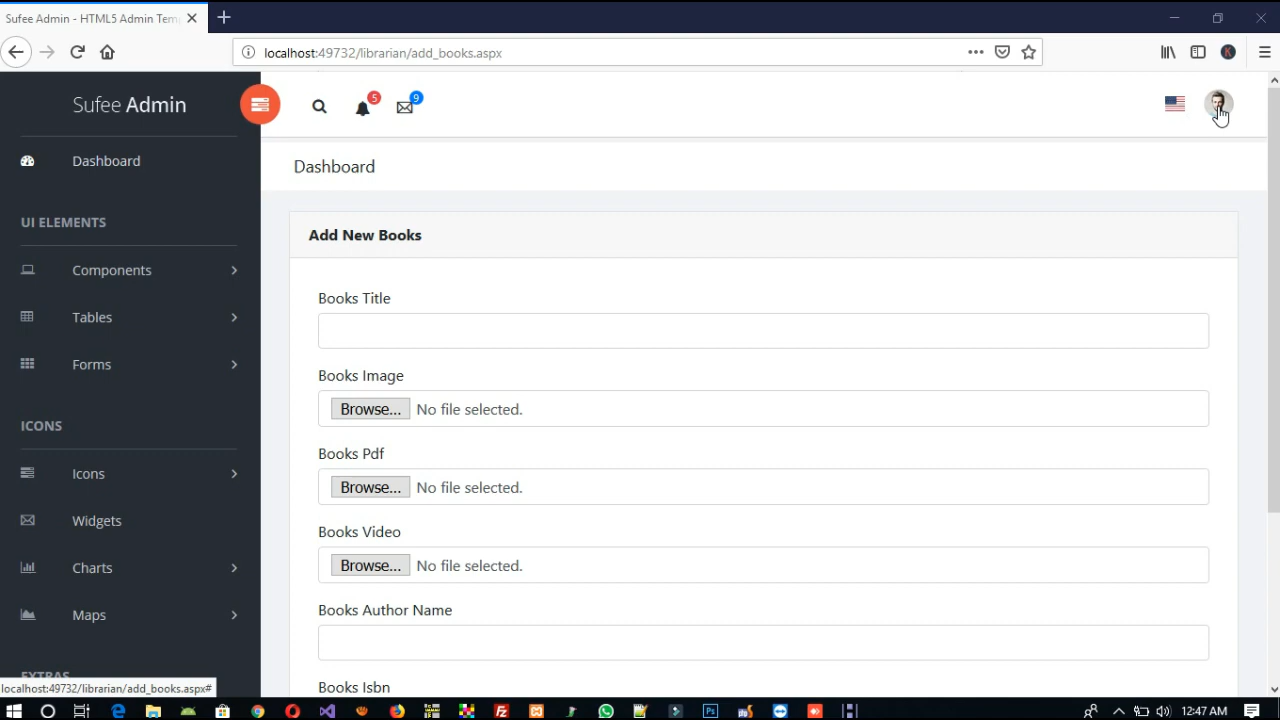 Sufee Admin - HTML5 Admin Tem
localhost:49732/librarian/add_books.aspx
K
Sufee Admin
5
9
Dashboard
Dashboard
UI ELEMENTS
Components
Tables
Forms
ICONS
Icons
Widgets
Charts
Maps
EXTRAS
Add New Books
Books Title
Books Image
Browse... No file selected.
Books Pdf
Browse... No file selected.
Books Video
Browse... No file selected.
Books Author Name
Books Isbn
localhost:49732/librarian/add_books.aspx#
12:47 AM